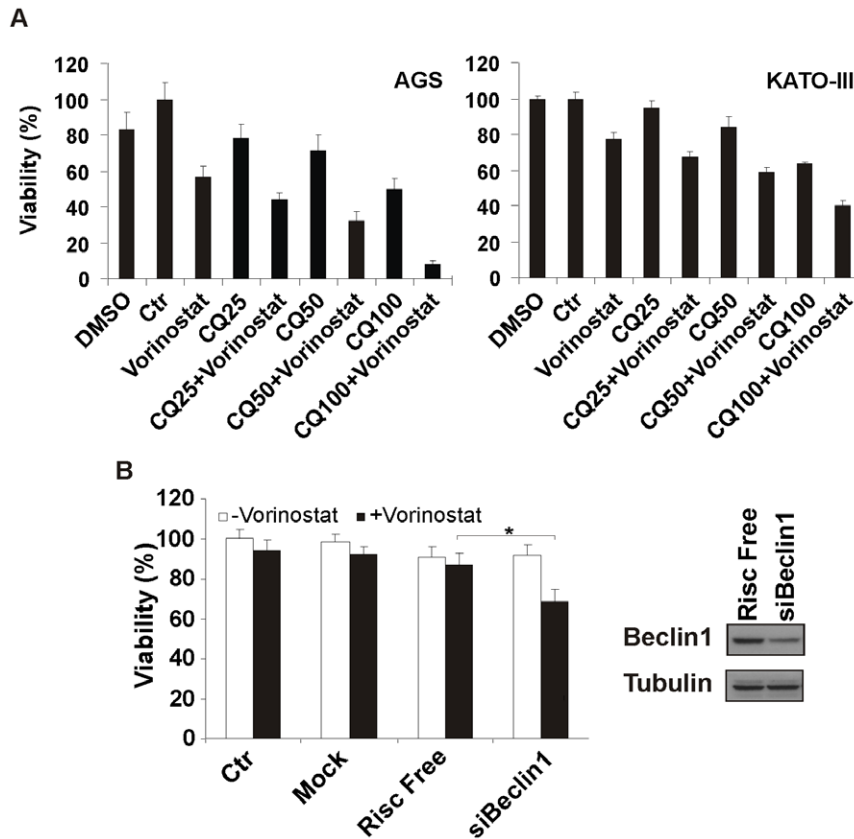 A
AGS
Viability (%)
120
100
80
60
40
20
0
DMSO
Ctr
Vorinostat
CQ25
CQ25+Vorinostat
CQ50
CQ50+Vorinostat
CQ100
CQ100+Vorinostat
KATO-III
120
100
80
60
40
20
0
DMSO
Ctr
Vorinostat
CQ25
CQ25+Vorinostat
CQ50
CQ50+Vorinostat
CQ100
CQ100+Vorinostat
B
Viability (%)
120
100
80
60
40
20
0
-Vorinostat
+Vorinostat
*
Ctr
Mock
Risc Free
siBeclin1
Risc Free
siBeclin1
Beclin1
Tubulin